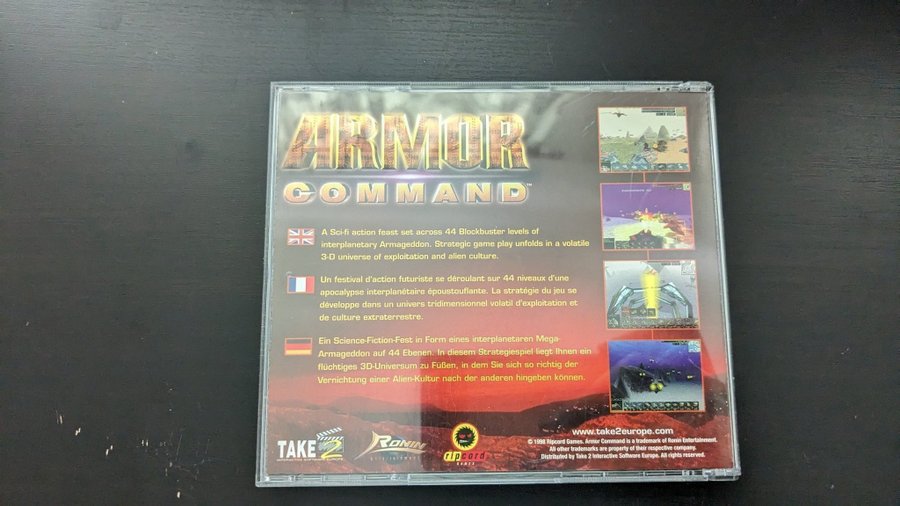 ARMOR
COMMAND™
A Sci-fi action feast set across 44 Blockbuster levels of
interplanetary Armageddon. Strategic game play unfolds in a volatile
3-D universe of exploitation and alien culture.
Un festival d'action futuriste se déroulant sur 44 niveaux d'une
apocalypse interplanétaire époustouflante. La stratégie du jeu se
développe dans un univers tridimensionnel volatil d'exploitation et
de culture extraterrestre.
Ein Science-Fiction-Fest in Form eines interplanetaren Mega-
Armageddon auf 44 Ebenen. In diesem Strategiespiel liegt Ihnen ein
flüchtiges 3D-Universum zu Füßen, in dem Sie sich so richtig der
Vernichtung einer Alien-Kultur nach der anderen hingeben können.
TAKE 2
INTERACTIVE SOFTWARE EUROPE
RONIN
entertainment
ripcord
GAMES
www.take2europe.com
© 1998 Ripcord Games. Armor Command is a trademark of Ronin Entertainment.
All other trademarks are property of their respective company.
Distributed by Take 2 Interactive Software Europe. All rights reserved.